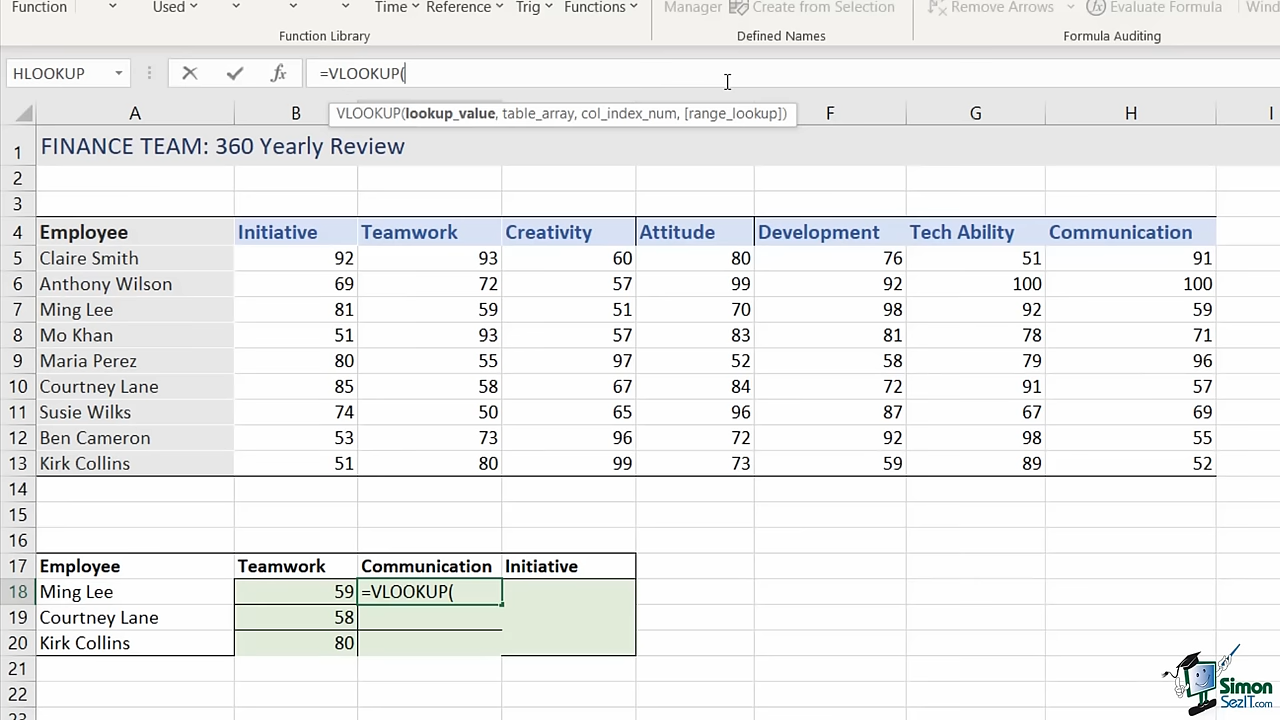 Function Used Time Reference Trig Functions Manager Create from Selection Remove Arrows Evaluate Formula Wind
Function Library Defined Names Formula Auditing
HLOOKUP fx =VLOOKUP(
VLOOKUP(lookup_value, table_array, col_index_num, [range_lookup])
A B F G H I
1 FINANCE TEAM: 360 Yearly Review
2
3
4 Employee Initiative Teamwork Creativity Attitude Development Tech Ability Communication
5 Claire Smith 92 93 60 80 76 51 91
6 Anthony Wilson 69 72 57 99 92 100 100
7 Ming Lee 81 59 51 70 98 92 59
8 Mo Khan 51 93 57 83 81 78 71
9 Maria Perez 80 55 97 52 58 79 96
10 Courtney Lane 85 58 67 84 72 91 57
11 Susie Wilks 74 50 65 96 87 67 69
12 Ben Cameron 53 73 96 72 92 98 55
13 Kirk Collins 51 80 99 73 59 89 52
14
15
16
17 Employee Teamwork Communication Initiative
18 Ming Lee 59 =VLOOKUP(
19 Courtney Lane 58
20 Kirk Collins 80
21
22
23
Simon
SezIT.com